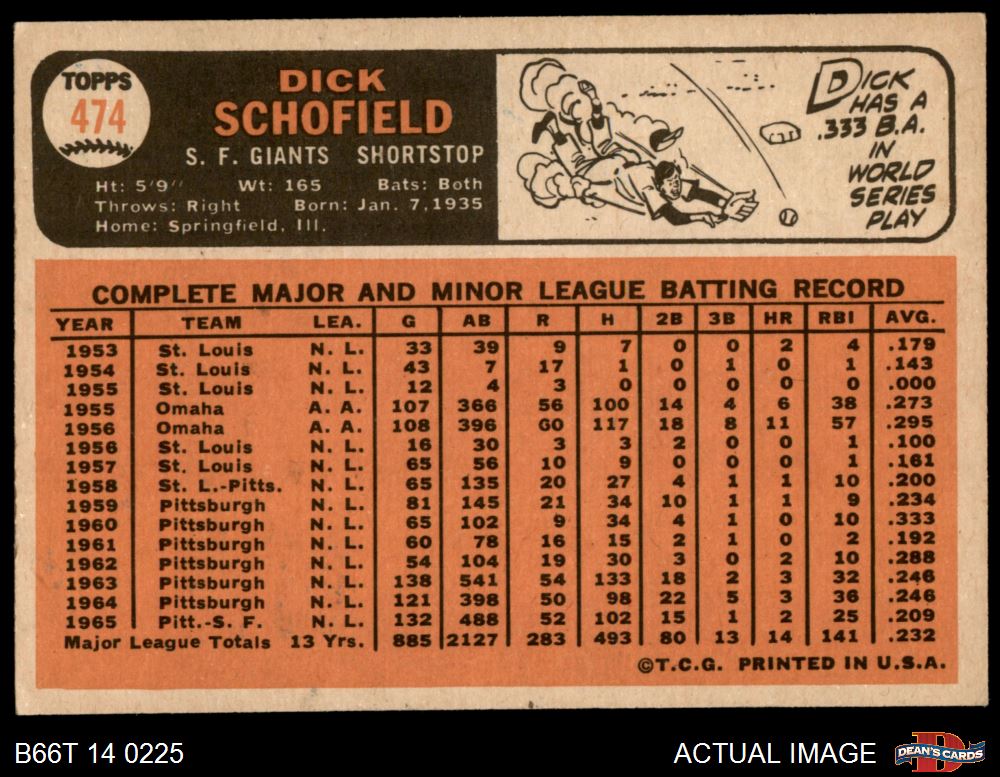 TOPPS
474
DICK
SCHOFIELD
S. F. GIANTS SHORTSTOP
Ht: 5'9" Wt: 165 Bats: Both
Throws: Right Born: Jan. 7, 1935
Home: Springfield, Ill.
DICK
HAS A
.333 B.A.
IN
WORLD
SERIES
PLAY
COMPLETE MAJOR AND MINOR LEAGUE BATTING RECORD
YEAR TEAM LEA. G AB R H 2B 3B HR RBI AVG.
1953 St. Louis N. L. 33 39 9 7 0 0 2 4 .179
1954 St. Louis N. L. 43 7 17 1 0 1 0 1 .143
1955 St. Louis N. L. 12 4 3 0 0 0 0 0 .000
1955 Omaha A. A. 107 366 56 100 14 4 6 38 .273
1956 Omaha A. A. 108 396 60 117 18 8 11 57 .295
1956 St. Louis N. L. 16 30 3 3 2 0 0 1 .100
1957 St. Louis N. L. 65 56 10 9 0 0 0 1 .161
1958 St. L.-Pitts. N. L. 65 135 20 27 4 1 1 10 .200
1959 Pittsburgh N. L. 81 145 21 34 10 1 1 9 .234
1960 Pittsburgh N. L. 65 102 9 34 4 1 0 10 .333
1961 Pittsburgh N. L. 60 78 16 15 2 1 0 2 .192
1962 Pittsburgh N. L. 54 104 19 30 3 0 2 10 .288
1963 Pittsburgh N. L. 138 541 54 133 18 2 3 32 .246
1964 Pittsburgh N. L. 121 398 50 98 22 5 3 36 .246
1965 Pitt.-S. F. N. L. 132 488 52 102 15 1 2 25 .209
Major League Totals 13 Yrs. 885 2127 283 493 80 13 14 141 .232
©T.C.G. PRINTED IN U.S.A.
B66T 14 0225
ACTUAL IMAGE
DEAN'S CARDS